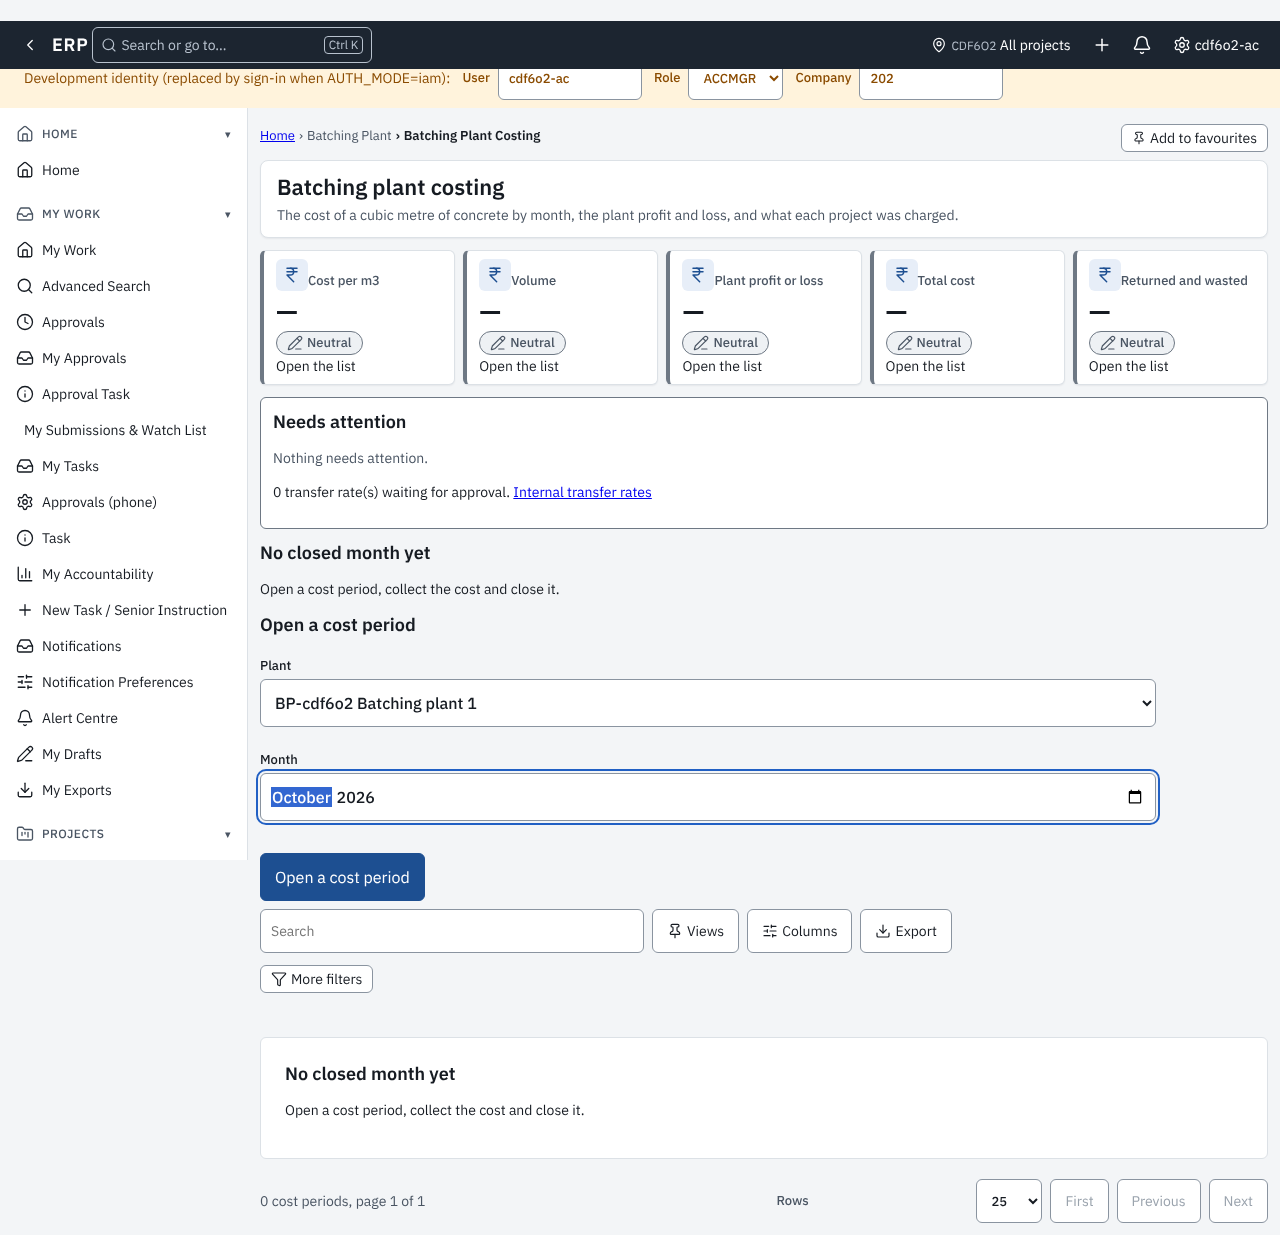 ERP
Search or go to...
Ctrl K
CDF6O2 All projects
cdf6o2-ac
Development identity (replaced by sign-in when AUTH_MODE=iam):
User
cdf6o2-ac
Role
ACCMGR
Company
202
HOME
Home
MY WORK
My Work
Advanced Search
Approvals
My Approvals
Approval Task
My Submissions & Watch List
My Tasks
Approvals (phone)
Task
My Accountability
New Task / Senior Instruction
Notifications
Notification Preferences
Alert Centre
My Drafts
My Exports
PROJECTS
Home › Batching Plant › Batching Plant Costing
Add to favourites
Batching plant costing
The cost of a cubic metre of concrete by month, the plant profit and loss, and what each project was charged.
₹ Cost per m3
—
Neutral
Open the list
₹ Volume
—
Neutral
Open the list
₹ Plant profit or loss
—
Neutral
Open the list
₹ Total cost
—
Neutral
Open the list
₹ Returned and wasted
—
Neutral
Open the list
Needs attention
Nothing needs attention.
0 transfer rate(s) waiting for approval. Internal transfer rates
No closed month yet
Open a cost period, collect the cost and close it.
Open a cost period
Plant
BP-cdf6o2 Batching plant 1
Month
October 2026
Open a cost period
Search
Views
Columns
Export
More filters
No closed month yet
Open a cost period, collect the cost and close it.
0 cost periods, page 1 of 1
Rows
25
First
Previous
Next